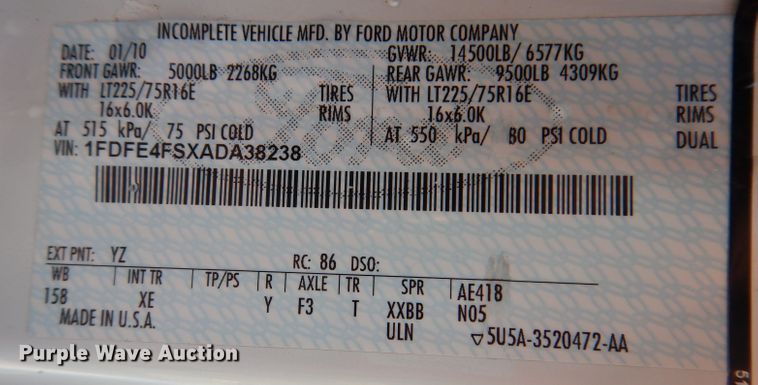 INCOMPLETE VEHICLE MFD. BY FORD MOTOR COMPANY
DATE: 01/10 GVWR: 14500LB/ 6577KG
FRONT GAWR: 5000LB 2268KG REAR GAWR: 9500LB 4309KG
WITH LT225/75R16E TIRES WITH LT225/75R16E TIRES
16x6.0K RIMS 16x6.0K RIMS
AT 515 kPa/ 75 PSI COLD AT 550 kPa/ 80 PSI COLD DUAL
VIN: 1FDFE4FSXADA38238
EXT PNT: YZ RC: 86 DSO:
WB INT TR TP/PS R AXLE TR SPR AE418
158 XE Y F3 T XXBB N05
MADE IN U.S.A. ULN ▽5U5A-3520472-AA
Purple Wave Auction